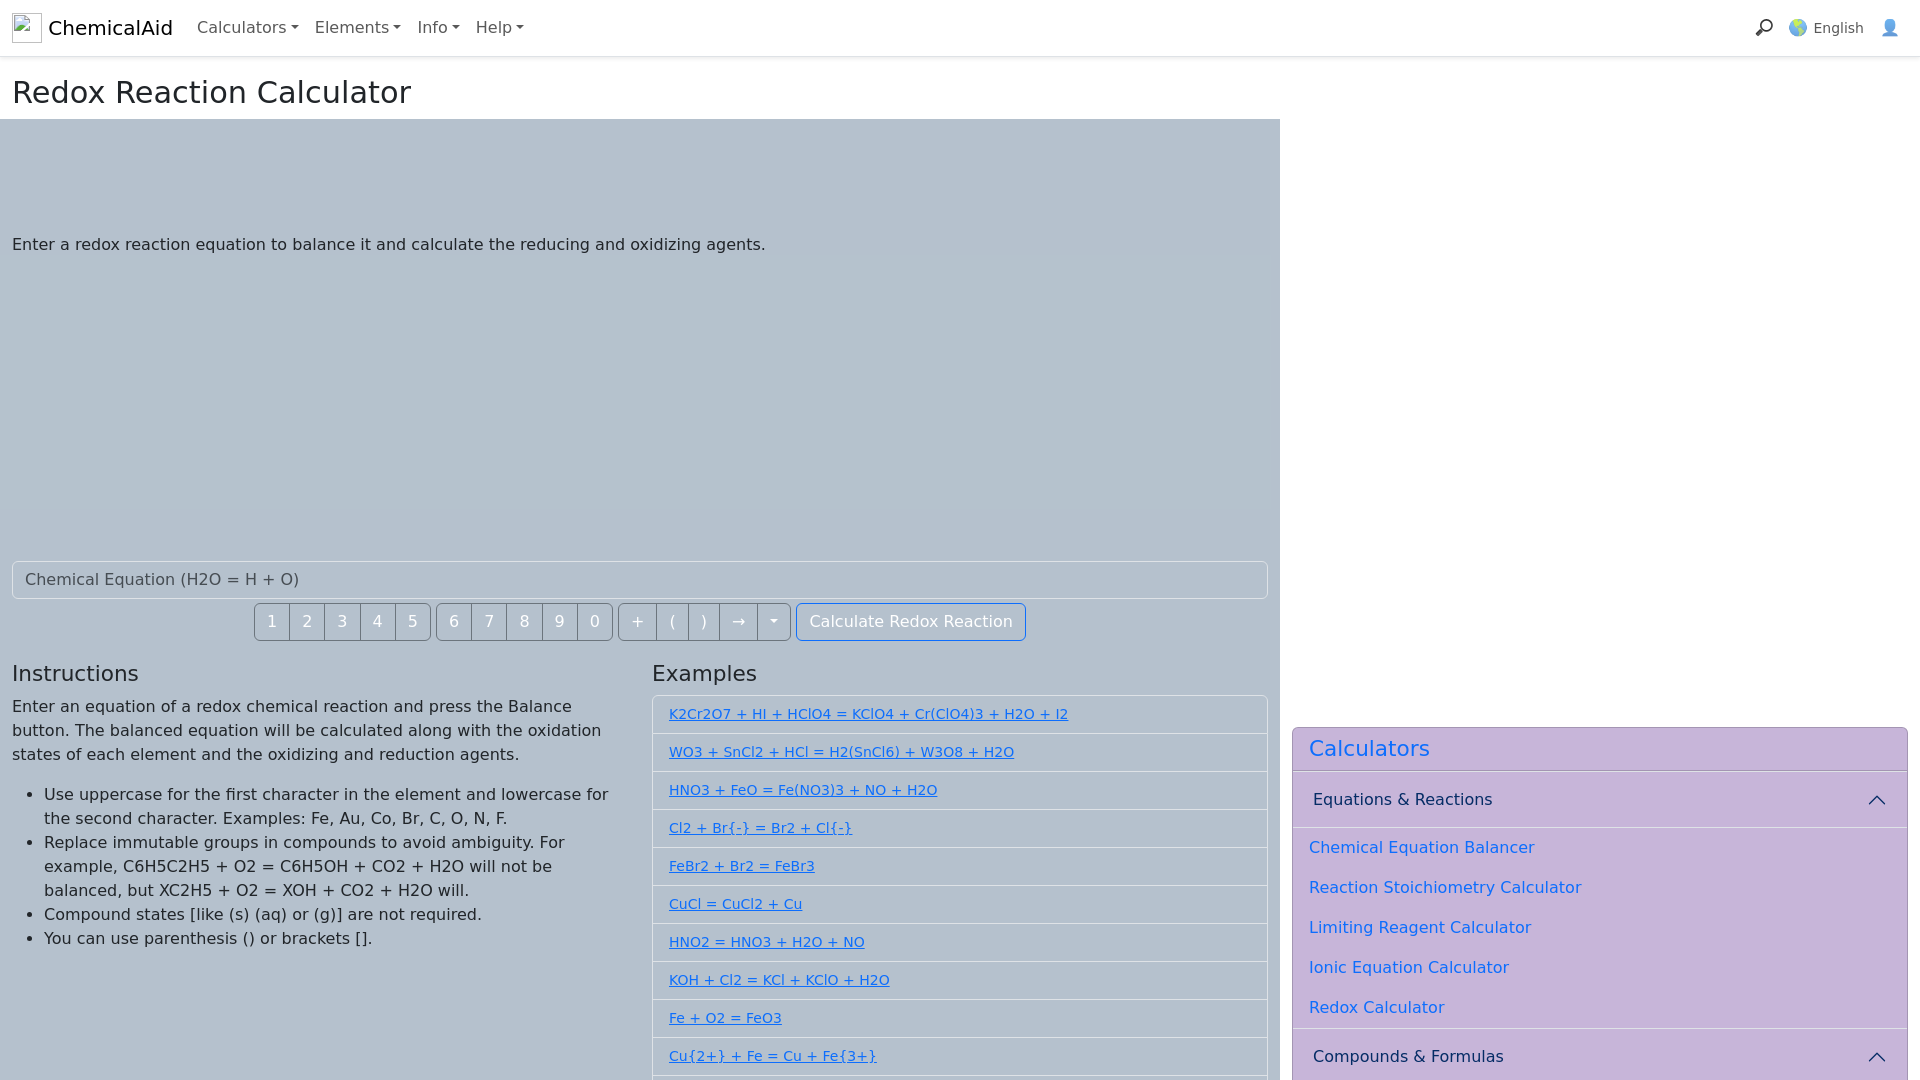 ChemicalAid
Calculators
Elements
Info
Help
English
Redox Reaction Calculator
Enter a redox reaction equation to balance it and calculate the reducing and oxidizing agents.
Chemical Equation (H2O = H + O)
1 2 3 4 5 6 7 8 9 0 + ( ) → Calculate Redox Reaction
Instructions
Enter an equation of a redox chemical reaction and press the Balance
button. The balanced equation will be calculated along with the oxidation
states of each element and the oxidizing and reduction agents.
• Use uppercase for the first character in the element and lowercase for
the second character. Examples: Fe, Au, Co, Br, C, O, N, F.
• Replace immutable groups in compounds to avoid ambiguity. For
example, C6H5C2H5 + O2 = C6H5OH + CO2 + H2O will not be
balanced, but XC2H5 + O2 = XOH + CO2 + H2O will.
• Compound states [like (s) (aq) or (g)] are not required.
• You can use parenthesis () or brackets [].
Examples
K2Cr2O7 + HI + HClO4 = KClO4 + Cr(ClO4)3 + H2O + I2
WO3 + SnCl2 + HCl = H2(SnCl6) + W3O8 + H2O
HNO3 + FeO = Fe(NO3)3 + NO + H2O
Cl2 + Br{-} = Br2 + Cl{-}
FeBr2 + Br2 = FeBr3
CuCl = CuCl2 + Cu
HNO2 = HNO3 + H2O + NO
KOH + Cl2 = KCl + KClO + H2O
Fe + O2 = FeO3
Cu{2+} + Fe = Cu + Fe{3+}
Calculators
Equations & Reactions
Chemical Equation Balancer
Reaction Stoichiometry Calculator
Limiting Reagent Calculator
Ionic Equation Calculator
Redox Calculator
Compounds & Formulas